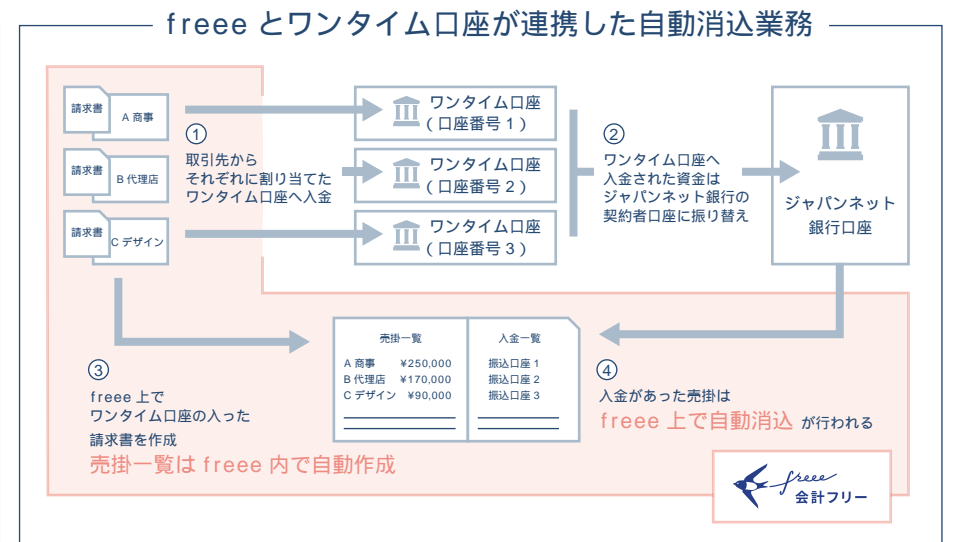 freee とワンタイム口座が連携した自動消込業務
請求書
A 商事
請求書
B 代理店
請求書
C デザイン
①
取引先から
それぞれに割り当てた
ワンタイム口座へ入金
ワンタイム口座
( 口座番号 1 )
ワンタイム口座
( 口座番号 2 )
ワンタイム口座
( 口座番号 3 )
②
ワンタイム口座へ
入金された資金は
ジャパンネット銀行の
契約者口座に振り替え
ジャパンネット
銀行口座
③
freee 上で
ワンタイム口座の入った
請求書を作成
売掛一覧は freee 内で自動作成
売掛一覧
A 商事 ¥250,000
B 代理店 ¥170,000
C デザイン ¥90,000
入金一覧
振込口座 1
振込口座 2
振込口座 3
④
入金があった売掛は
freee 上で自動消込 が行われる
freee
会計フリー